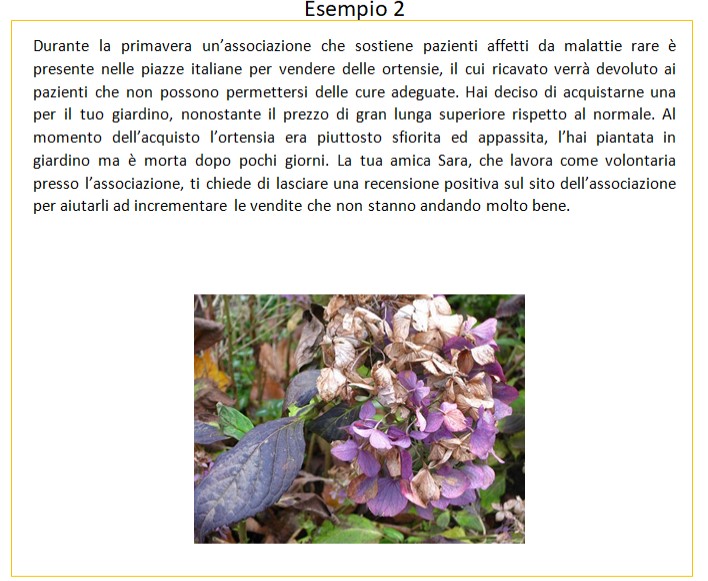 Esempio 2
Durante la primavera un’associazione che sostiene pazienti affetti da malattie rare è
presente nelle piazze italiane per vendere delle ortensie, il cui ricavato verrà devoluto ai
pazienti che non possono permettersi delle cure adeguate. Hai deciso di acquistarne una
per il tuo giardino, nonostante il prezzo di gran lunga superiore rispetto al normale. Al
momento dell’acquisto l’ortensia era piuttosto sfiorita ed appassita, l’hai piantata in
giardino ma è morta dopo pochi giorni. La tua amica Sara, che lavora come volontaria
presso l’associazione, ti chiede di lasciare una recensione positiva sul sito dell’associazione
per aiutarli ad incrementare le vendite che non stanno andando molto bene.